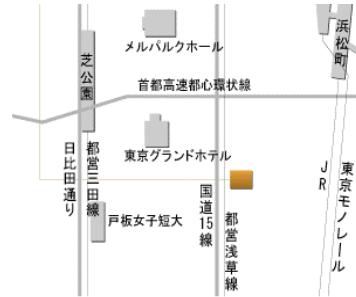 メルパルクホール
浜松町
芝公園
首都高速都心環状線
東京グランドホテル
日比田通り
都営三田線
戸板女子短大
国道15線
都営浅草線
JR
東京モノレール